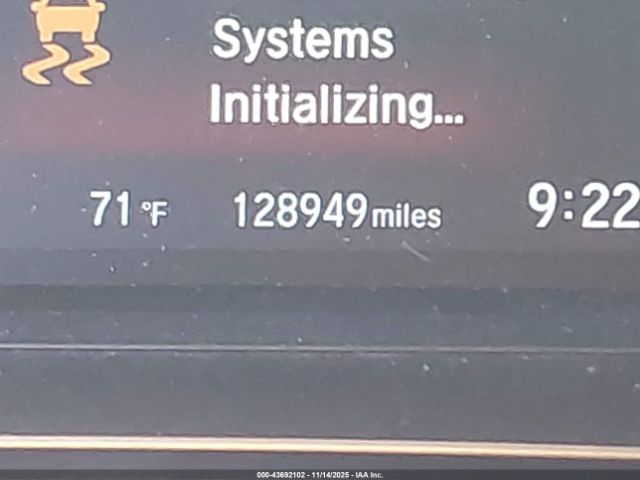 Systems
Initializing...
71 °F 128949 miles 9:22
000-43692102 - 11/14/2025 - IAA Inc.